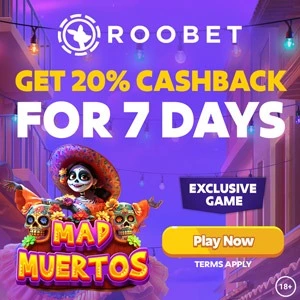 ROOBET
GET 20% CASHBACK
FOR 7 DAYS
EXCLUSIVE
GAME
MAD
MUERTOS
Play Now
TERMS APPLY
18+